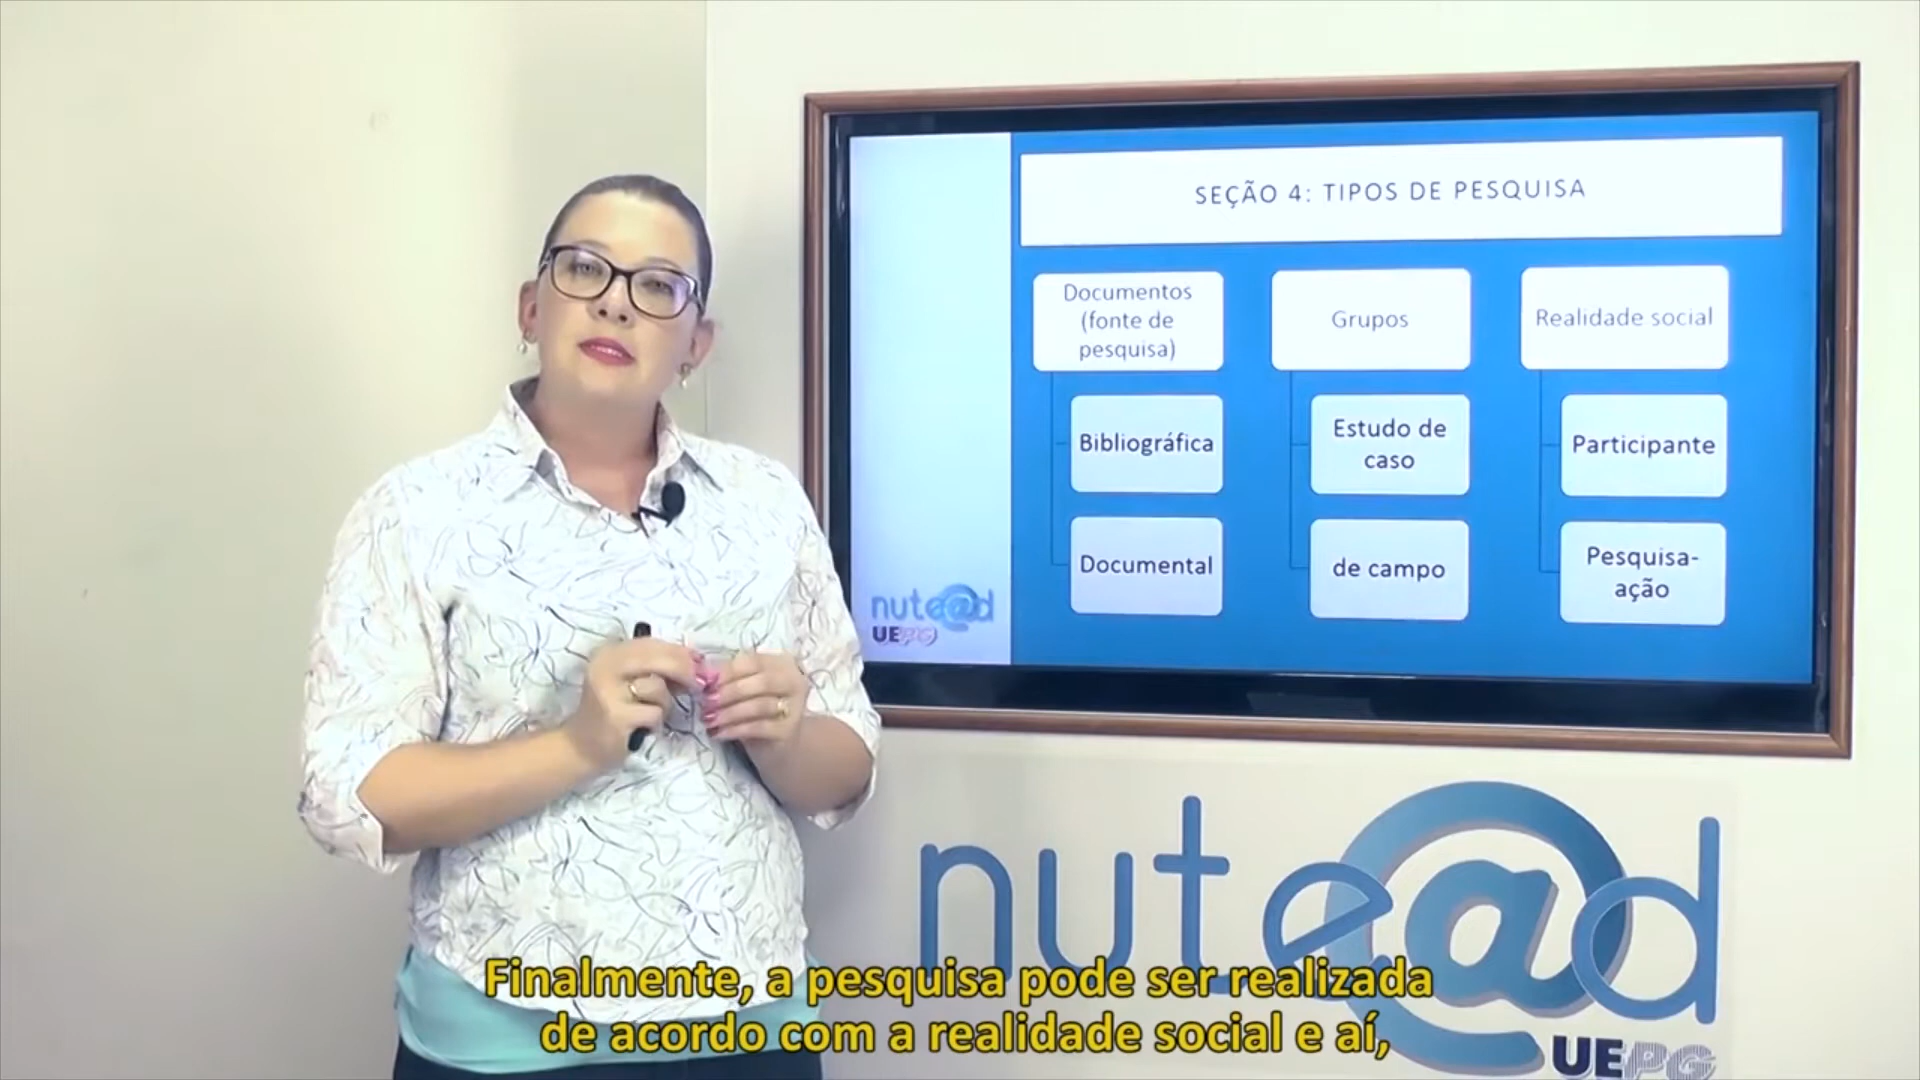 SEÇÃO 4: TIPOS DE PESQUISA
Documentos
(fonte de
pesquisa)
Bibliográfica
Documental
Grupos
Estudo de
caso
de campo
Realidade social
Participante
Pesquisa-
ação
nute@d
UEPG
nute@d
UEPG
Finalmente, a pesquisa pode ser realizada
de acordo com a realidade social e aí,